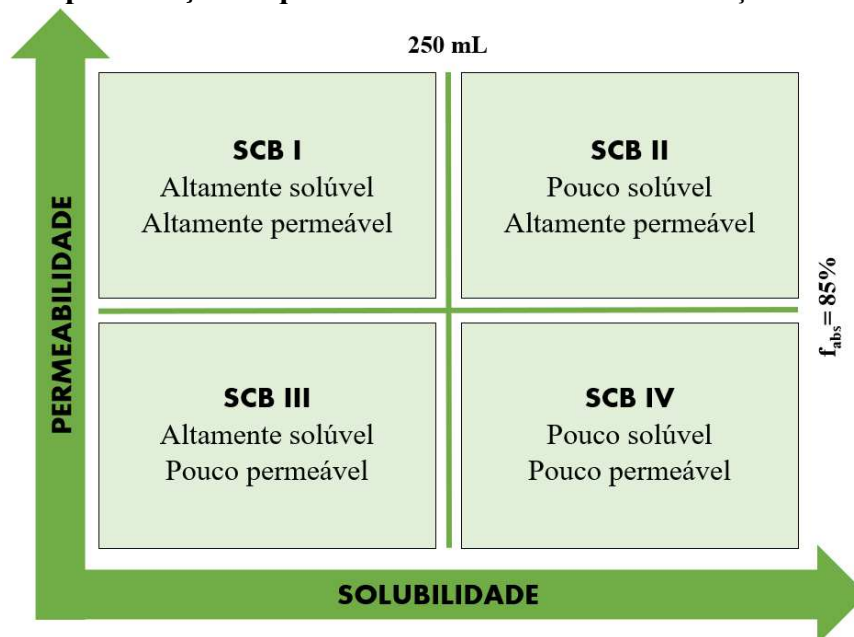 250 mL
SCB I
Altamente solúvel
Altamente permeável
SCB II
Pouco solúvel
Altamente permeável
PERMEABILIDADE
f_abs= 85%
SCB III
Altamente solúvel
Pouco permeável
SCB IV
Pouco solúvel
Pouco permeável
SOLUBILIDADE